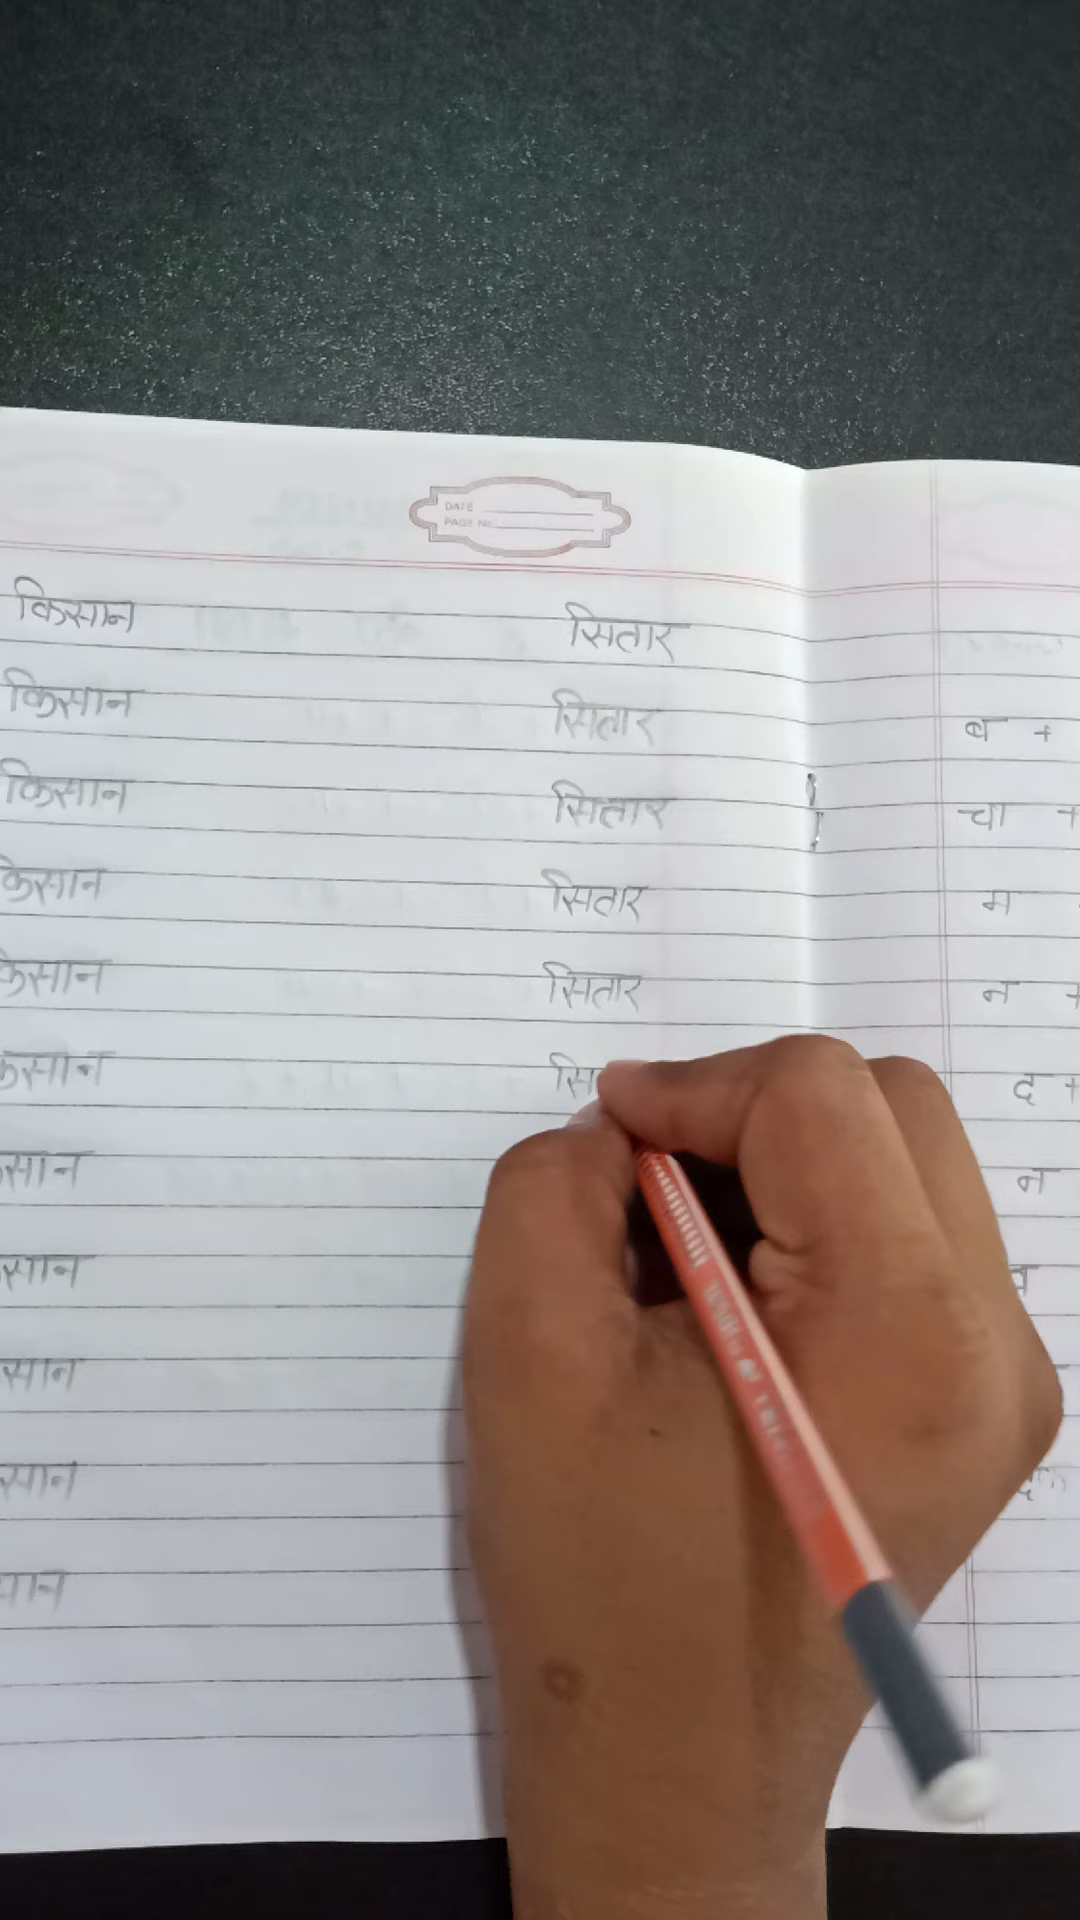 DATE
PAGE No.
किसान सितार
किसान सितार व +
किसान सितार चा +
किसान सितार म
किसान सितार न +
किसान सि द +
सान न
सान व
सान
सान